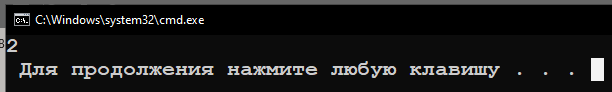 C:\Windows\system32\cmd.exe
2
Для продолжения нажмите любую клавишу . . .